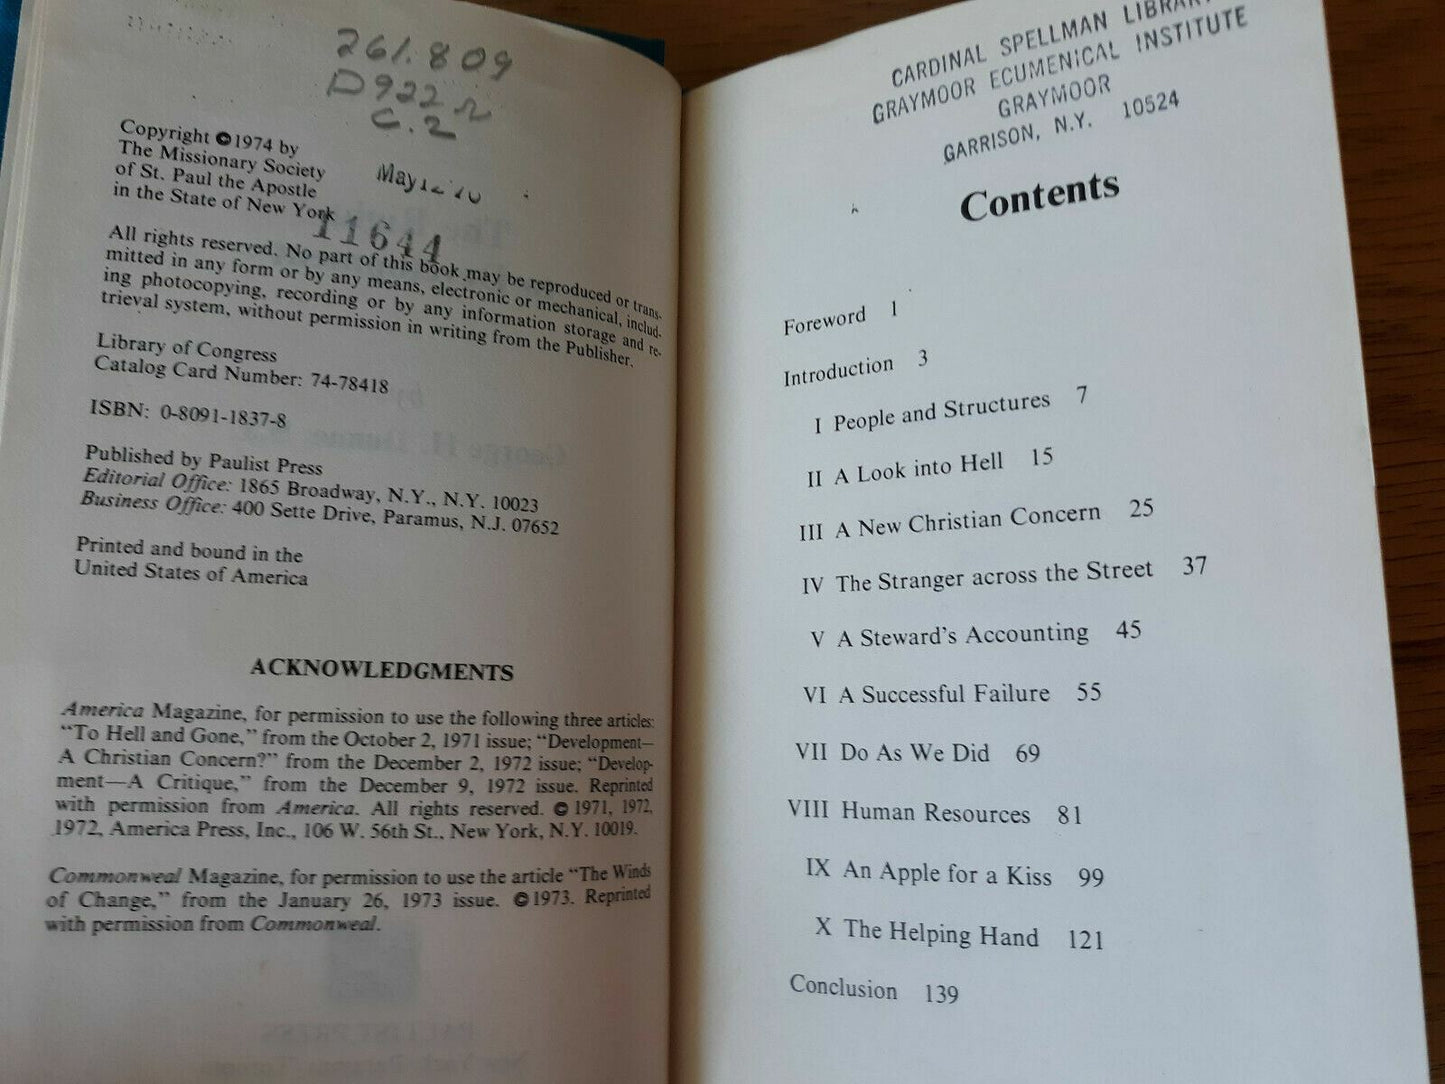 261.809
D922r
C.2
Copyright ©1974 by
The Missionary Society
of St. Paul the Apostle
in the State of New York
11644
All rights reserved. No part of this book may be reproduced or trans-
mitted in any form or by any means, electronic or mechanical, includ-
ing photocopying, recording or by any information storage and re-
trieval system, without permission in writing from the Publisher.
Library of Congress
Catalog Card Number: 74-78418
ISBN: 0-8091-1837-8
Published by Paulist Press
Editorial Office: 1865 Broadway, N.Y., N.Y. 10023
Business Office: 400 Sette Drive, Paramus, N.J. 07652
Printed and bound in the
United States of America
ACKNOWLEDGMENTS
America Magazine, for permission to use the following three articles:
“To Hell and Gone,” from the October 2, 1971 issue; “Development—
A Christian Concern?” from the December 2, 1972 issue; “Develop-
ment—A Critique,” from the December 9, 1972 issue. Reprinted
with permission from America. All rights reserved. © 1971, 1972,
1972, America Press, Inc., 106 W. 56th St., New York, N.Y. 10019.
Commonweal Magazine, for permission to use the article “The Winds
of Change,” from the January 26, 1973 issue. ©1973. Reprinted
with permission from Commonweal.
CARDINAL SPELLMAN LIBRARY
GRAYMOOR ECUMENICAL INSTITUTE
GRAYMOOR
GARRISON, N.Y. 10524
Contents
Foreword 1
Introduction 3
I People and Structures 7
II A Look into Hell 15
III A New Christian Concern 25
IV The Stranger across the Street 37
V A Steward’s Accounting 45
VI A Successful Failure 55
VII Do As We Did 69
VIII Human Resources 81
IX An Apple for a Kiss 99
X The Helping Hand 121
Conclusion 139